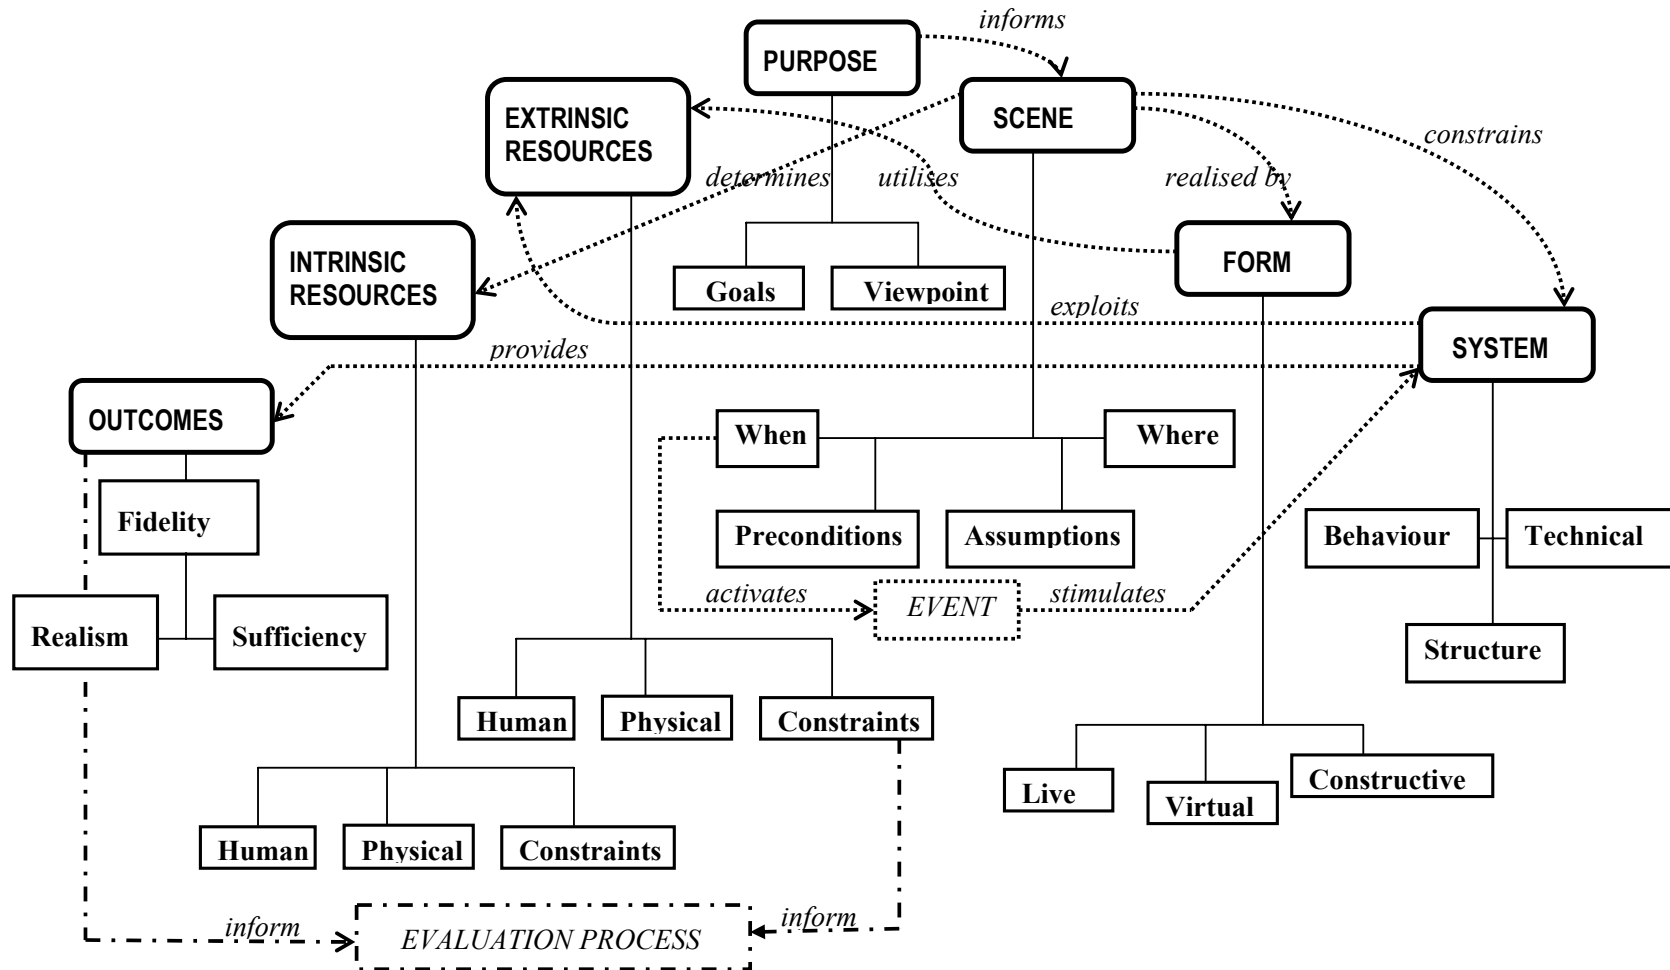 informs
PURPOSE
EXTRINSIC
RESOURCES
SCENE
constrains
determines
utilises
realised by
INTRINSIC
RESOURCES
FORM
Goals
Viewpoint
exploits
provides
SYSTEM
OUTCOMES
When
Where
Fidelity
Preconditions
Assumptions
Behaviour
Technical
activates
EVENT
stimulates
Realism
Sufficiency
Structure
Human
Physical
Constraints
Live
Virtual
Constructive
Human
Physical
Constraints
inform
EVALUATION PROCESS
inform